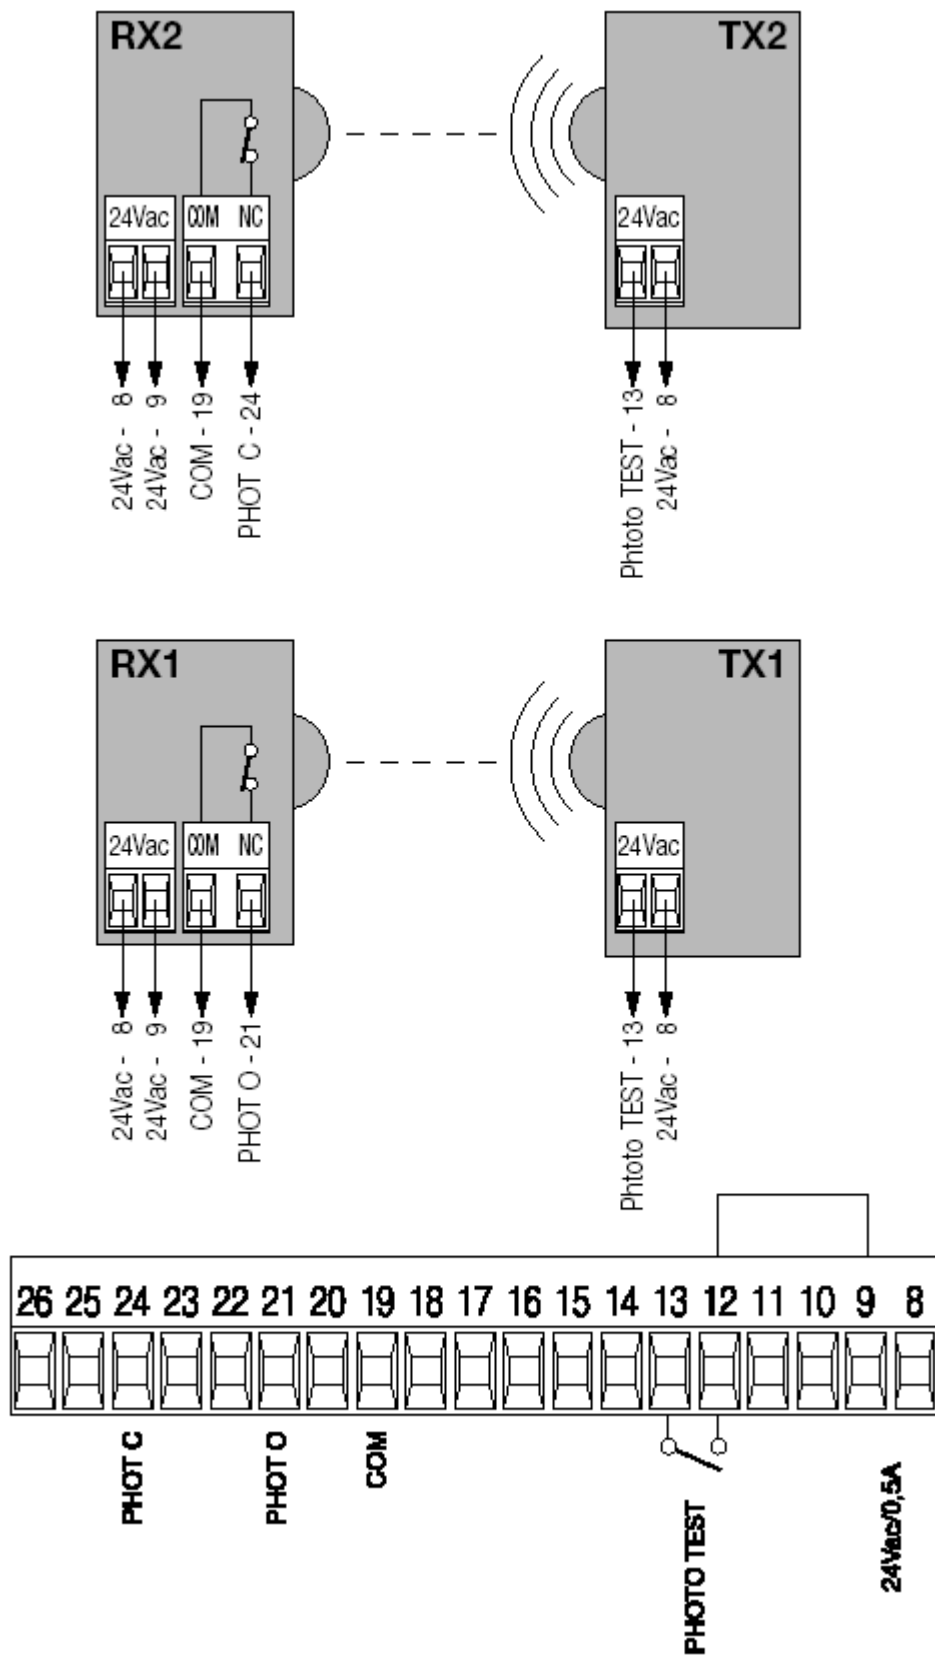 RX2
TX2
24Vac COM NC
24Vac
24Vac - 8
24Vac - 9
COM - 19
PHOT C - 24
Phtoto TEST - 13
24Vac - 8
RX1
TX1
24Vac COM NC
24Vac
24Vac - 8
24Vac - 9
COM - 19
PHOT O - 21
Phtoto TEST - 13
24Vac - 8
26 25 24 23 22 21 20 19 18 17 16 15 14 13 12 11 10 9 8
PHOT C
PHOT O
COM
PHOTO TEST
24Vac/0,5A